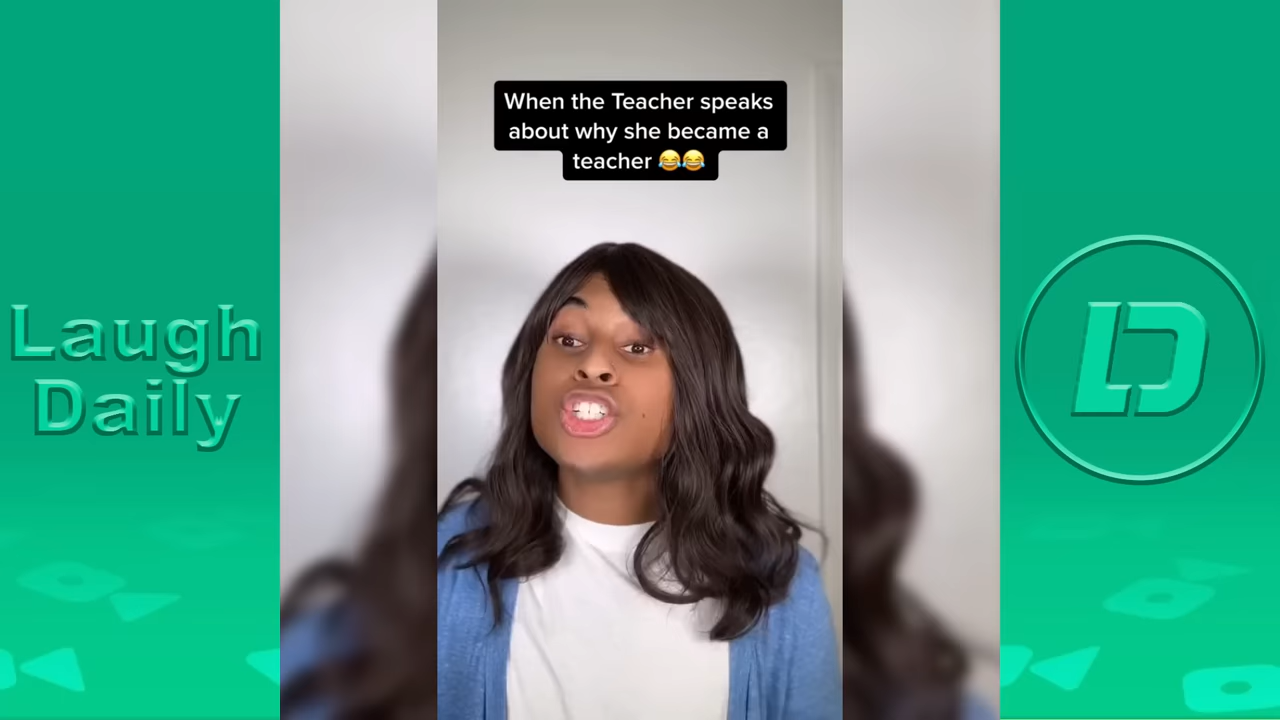 When the Teacher speaks
about why she became a
teacher 😂😂
Laugh
Daily
LD